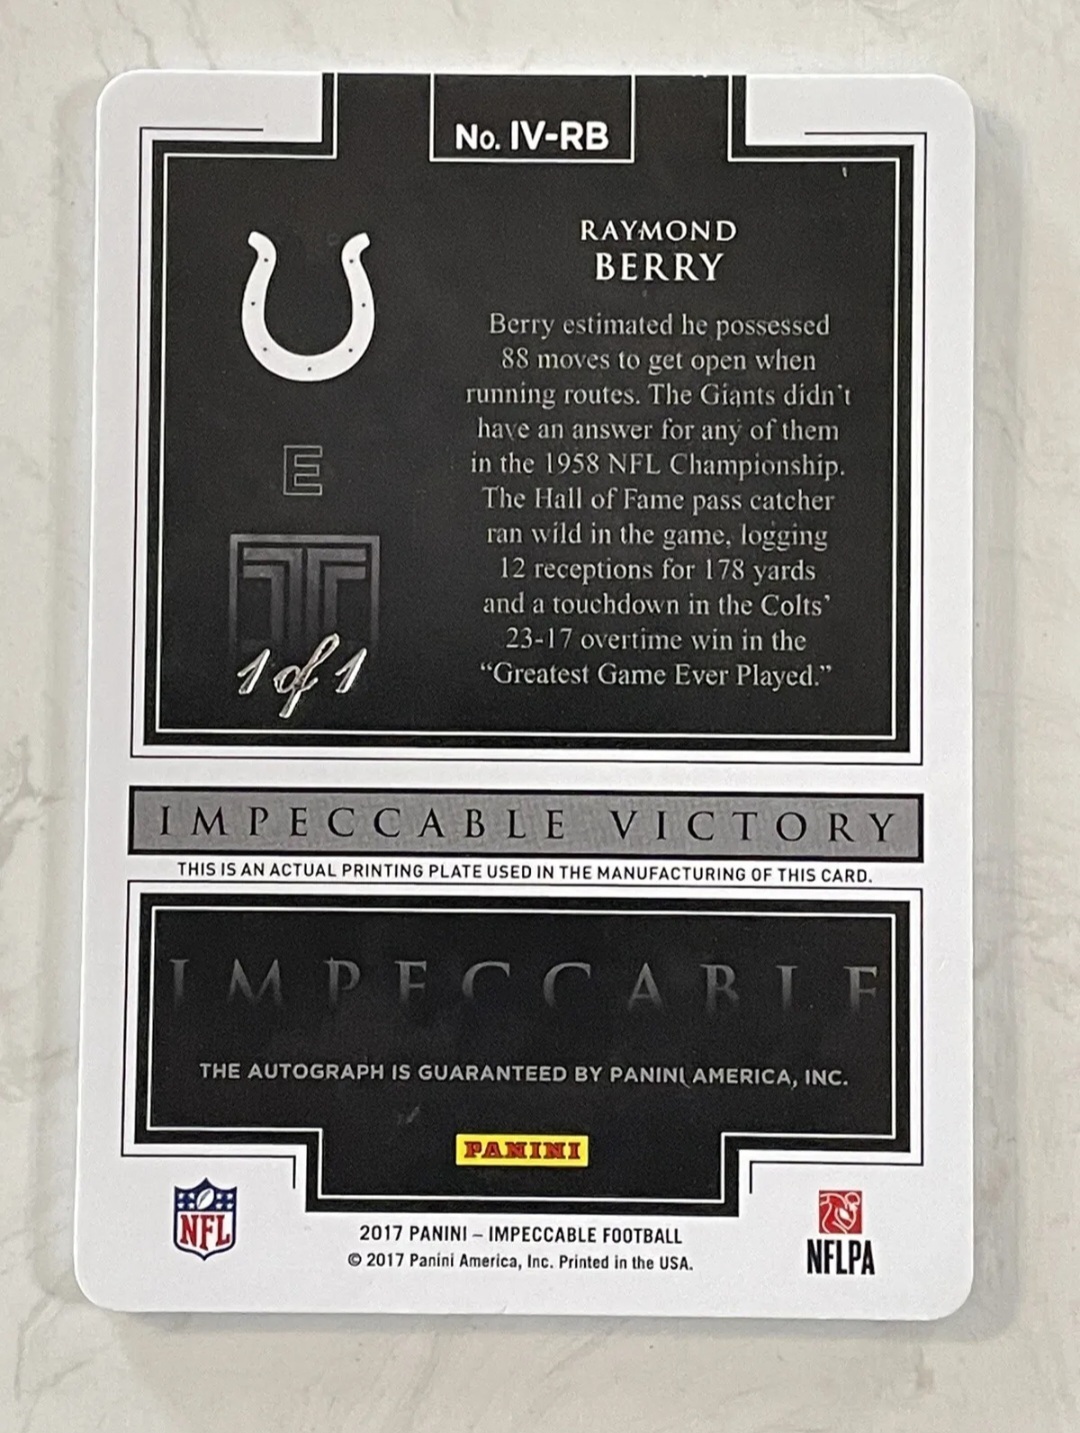 No. IV-RB
RAYMOND
BERRY
Berry estimated he possessed
88 moves to get open when
running routes. The Giants didn't
have an answer for any of them
in the 1958 NFL Championship.
The Hall of Fame pass catcher
ran wild in the game, logging
12 receptions for 178 yards
and a touchdown in the Colts'
23-17 overtime win in the
“Greatest Game Ever Played.”
E
1 of 1
IMPECCABLE VICTORY
THIS IS AN ACTUAL PRINTING PLATE USED IN THE MANUFACTURING OF THIS CARD.
IMPECCABLE
THE AUTOGRAPH IS GUARANTEED BY PANINI AMERICA, INC.
PANINI
NFL
2017 PANINI – IMPECCABLE FOOTBALL
© 2017 Panini America, Inc. Printed in the USA.
NFLPA